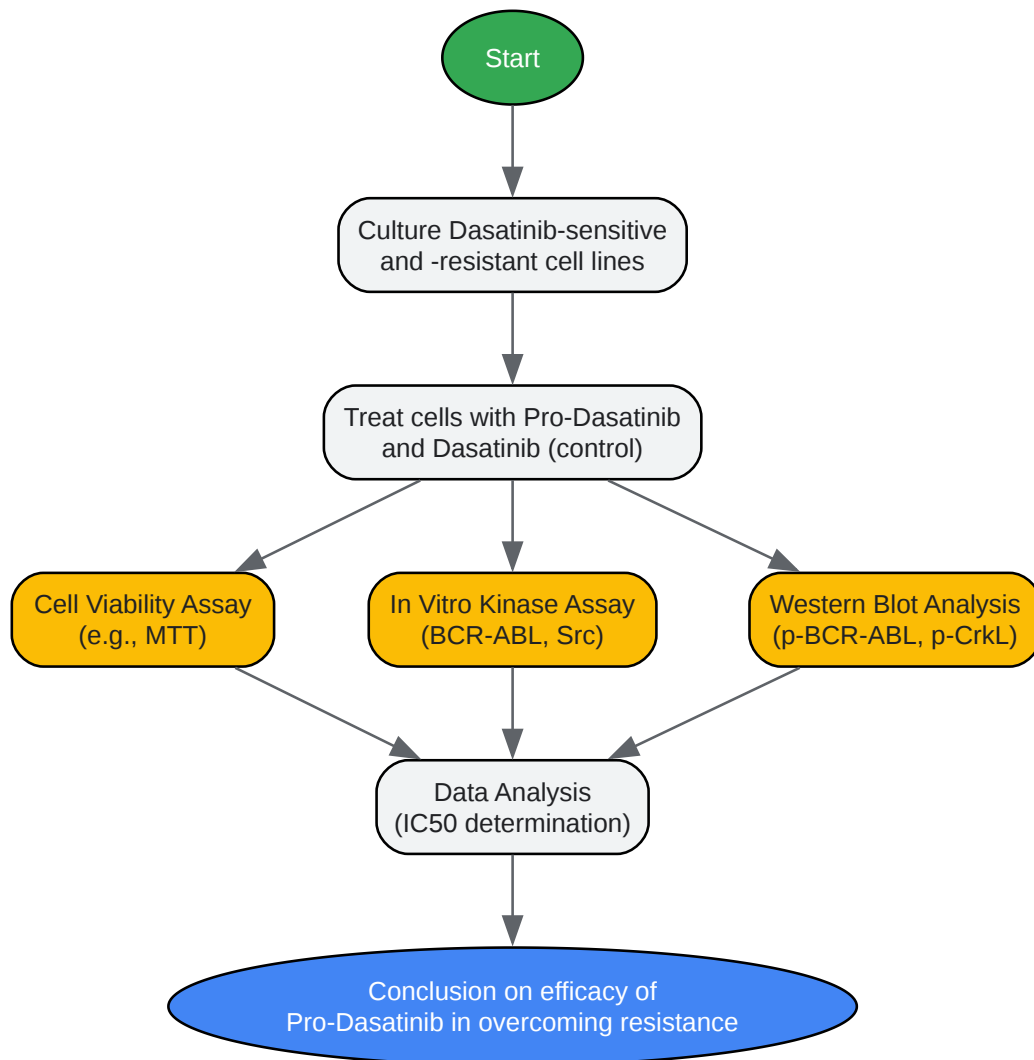 Start
Culture Dasatinib-sensitive
and -resistant cell lines
Treat cells with Pro-Dasatinib
and Dasatinib (control)
Cell Viability Assay
(e.g., MTT)
In Vitro Kinase Assay
(BCR-ABL, Src)
Western Blot Analysis
(p-BCR-ABL, p-CrkL)
Data Analysis
(IC50 determination)
Conclusion on efficacy of
Pro-Dasatinib in overcoming resistance